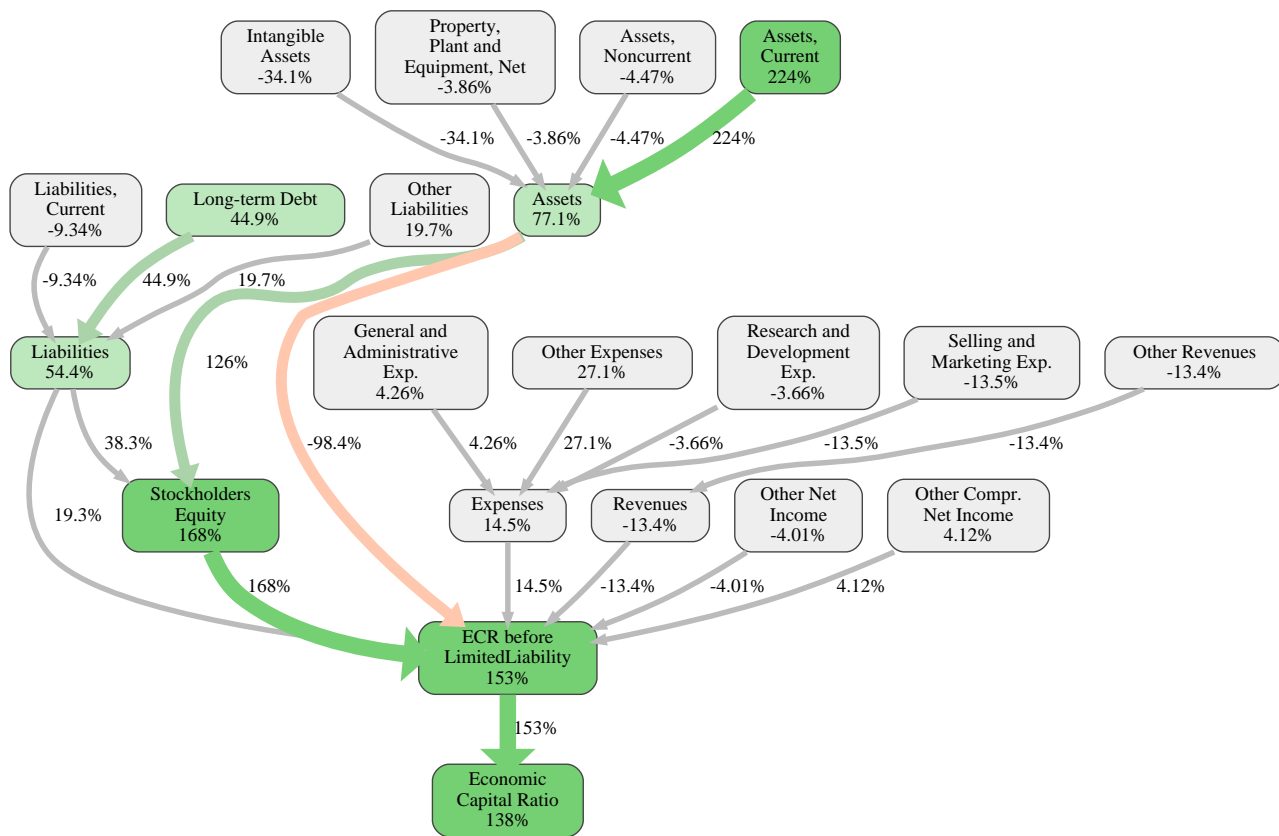 Intangible
Assets
-34.1%
Property,
Plant and
Equipment, Net
-3.86%
Assets,
Noncurrent
-4.47%
Assets,
Current
224%
-34.1%
-3.86%
-4.47%
224%
Liabilities,
Current
-9.34%
Long-term Debt
44.9%
Other
Liabilities
19.7%
Assets
77.1%
-9.34%
44.9%
19.7%
126%
-98.4%
Liabilities
54.4%
General and
Administrative
Exp.
4.26%
Other Expenses
27.1%
Research and
Development
Exp.
-3.66%
Selling and
Marketing Exp.
-13.5%
Other Revenues
-13.4%
38.3%
4.26%
27.1%
-3.66%
-13.5%
-13.4%
19.3%
Stockholders
Equity
168%
Expenses
14.5%
Revenues
-13.4%
Other Net
Income
-4.01%
Other Compr.
Net Income
4.12%
168%
14.5%
-13.4%
-4.01%
4.12%
ECR before
LimitedLiability
153%
153%
Economic
Capital Ratio
138%